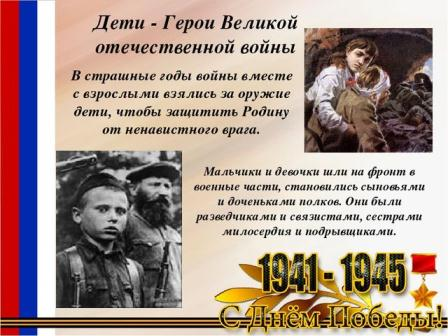 Дети - Герои Великой
отечественной войны
В страшные годы войны вместе
с взрослыми взялись за оружие
дети, чтобы защитить Родину
от ненавистного врага.
Мальчики и девочки шли на фронт в
военные части, становились сыновьями
и доченьками полков. Они были
разведчиками и связистами, сестрами
милосердия и подрывщиками.
1941 - 1945
С Днём Победы!